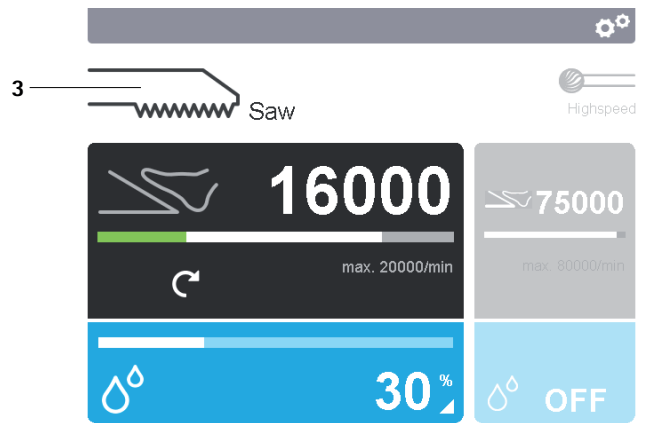 3
Saw
Highspeed
16000
max. 20000/min
75000
max. 80000/min
30 %
OFF